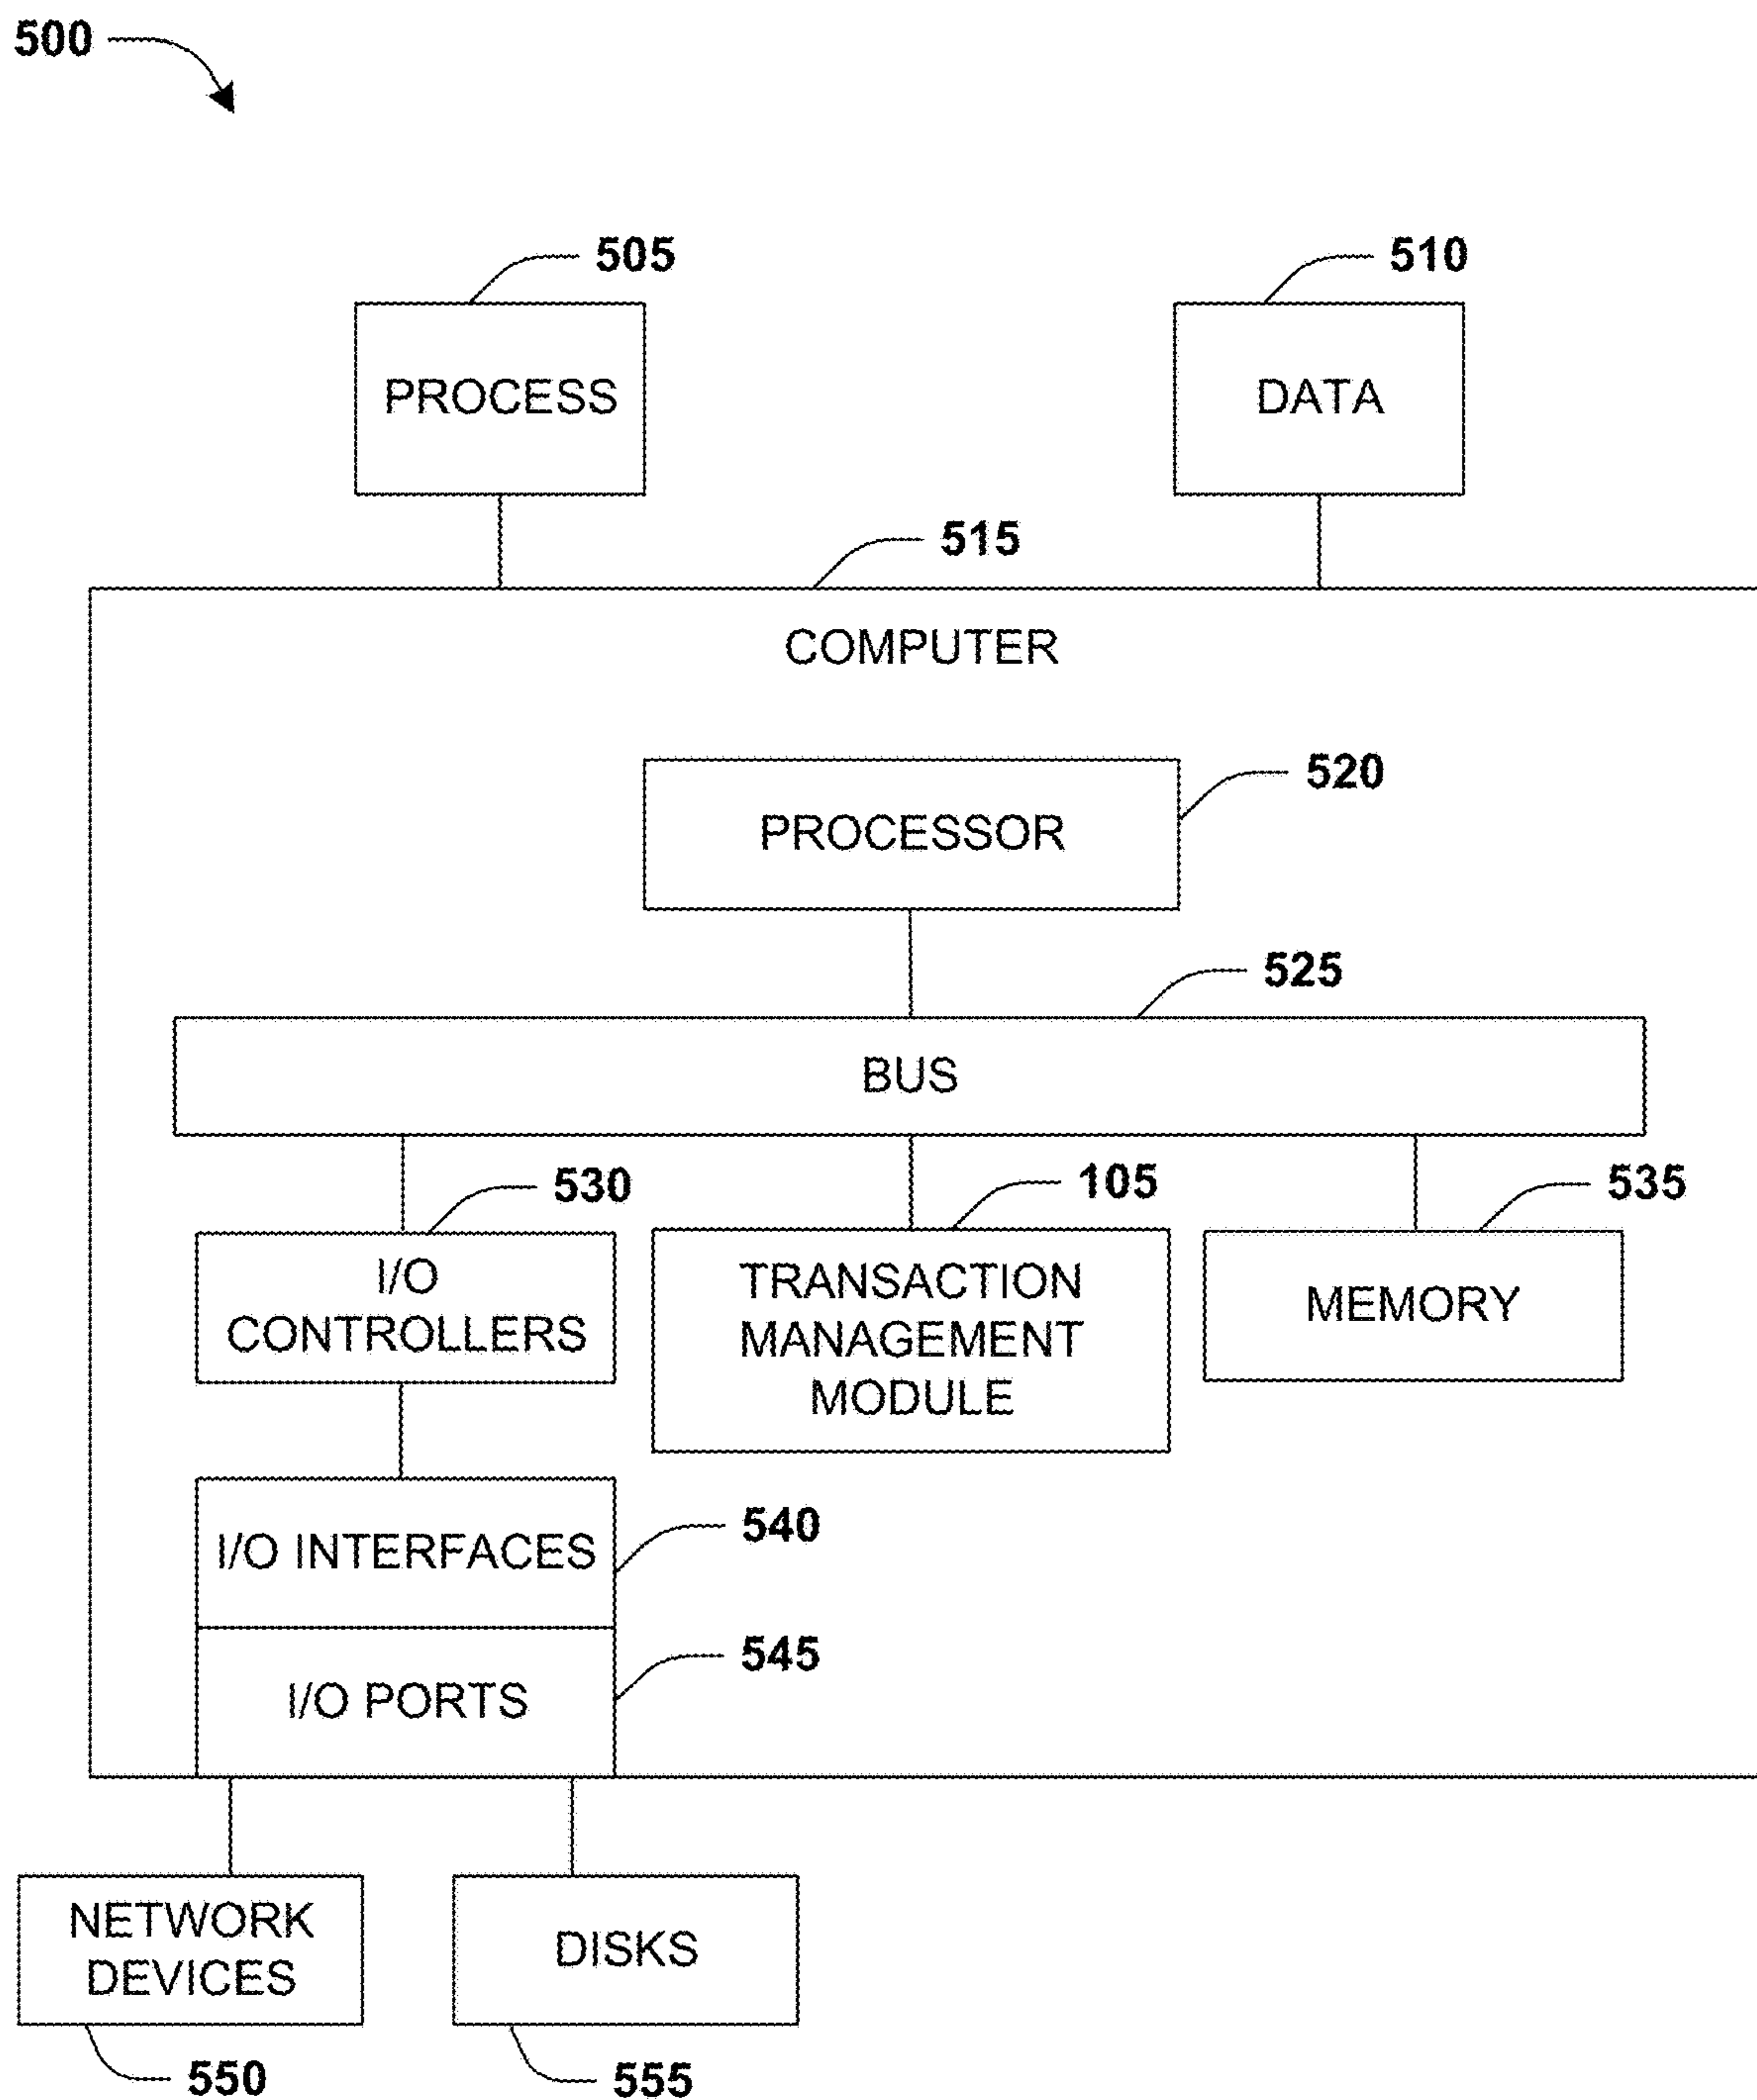 500
505
510
PROCESS
DATA
515
COMPUTER
520
PROCESSOR
525
BUS
530
105
535
I/O
CONTROLLERS
TRANSACTION
MANAGEMENT
MODULE
MEMORY
540
I/O INTERFACES
545
I/O PORTS
NETWORK
DEVICES
DISKS
550
555